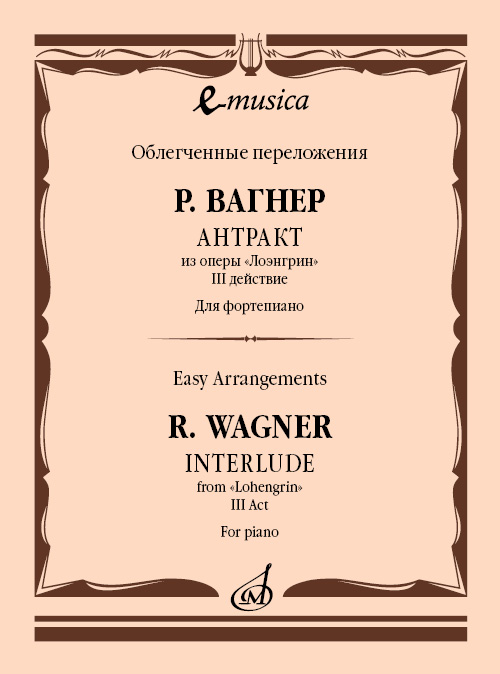 e-musica
Облегченные переложения
Р. ВАГНЕР
АНТРАКТ
из оперы «Лоэнгрин»
III действие
Для фортепиано
Easy Arrangements
R. WAGNER
INTERLUDE
from «Lohengrin»
III Act
For piano